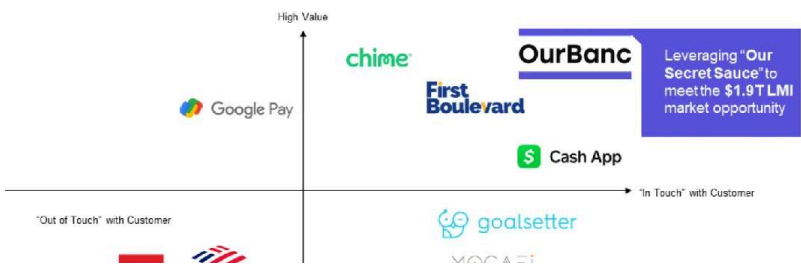 High Value
chime
OurBanc
Leveraging "Our
Secret Sauce" to
meet the $1.9T LMI
market opportunity
First
Boulevard
Google Pay
$ Cash App
"In Touch" with Customer
"Out of Touch" with Customer
goalsetter